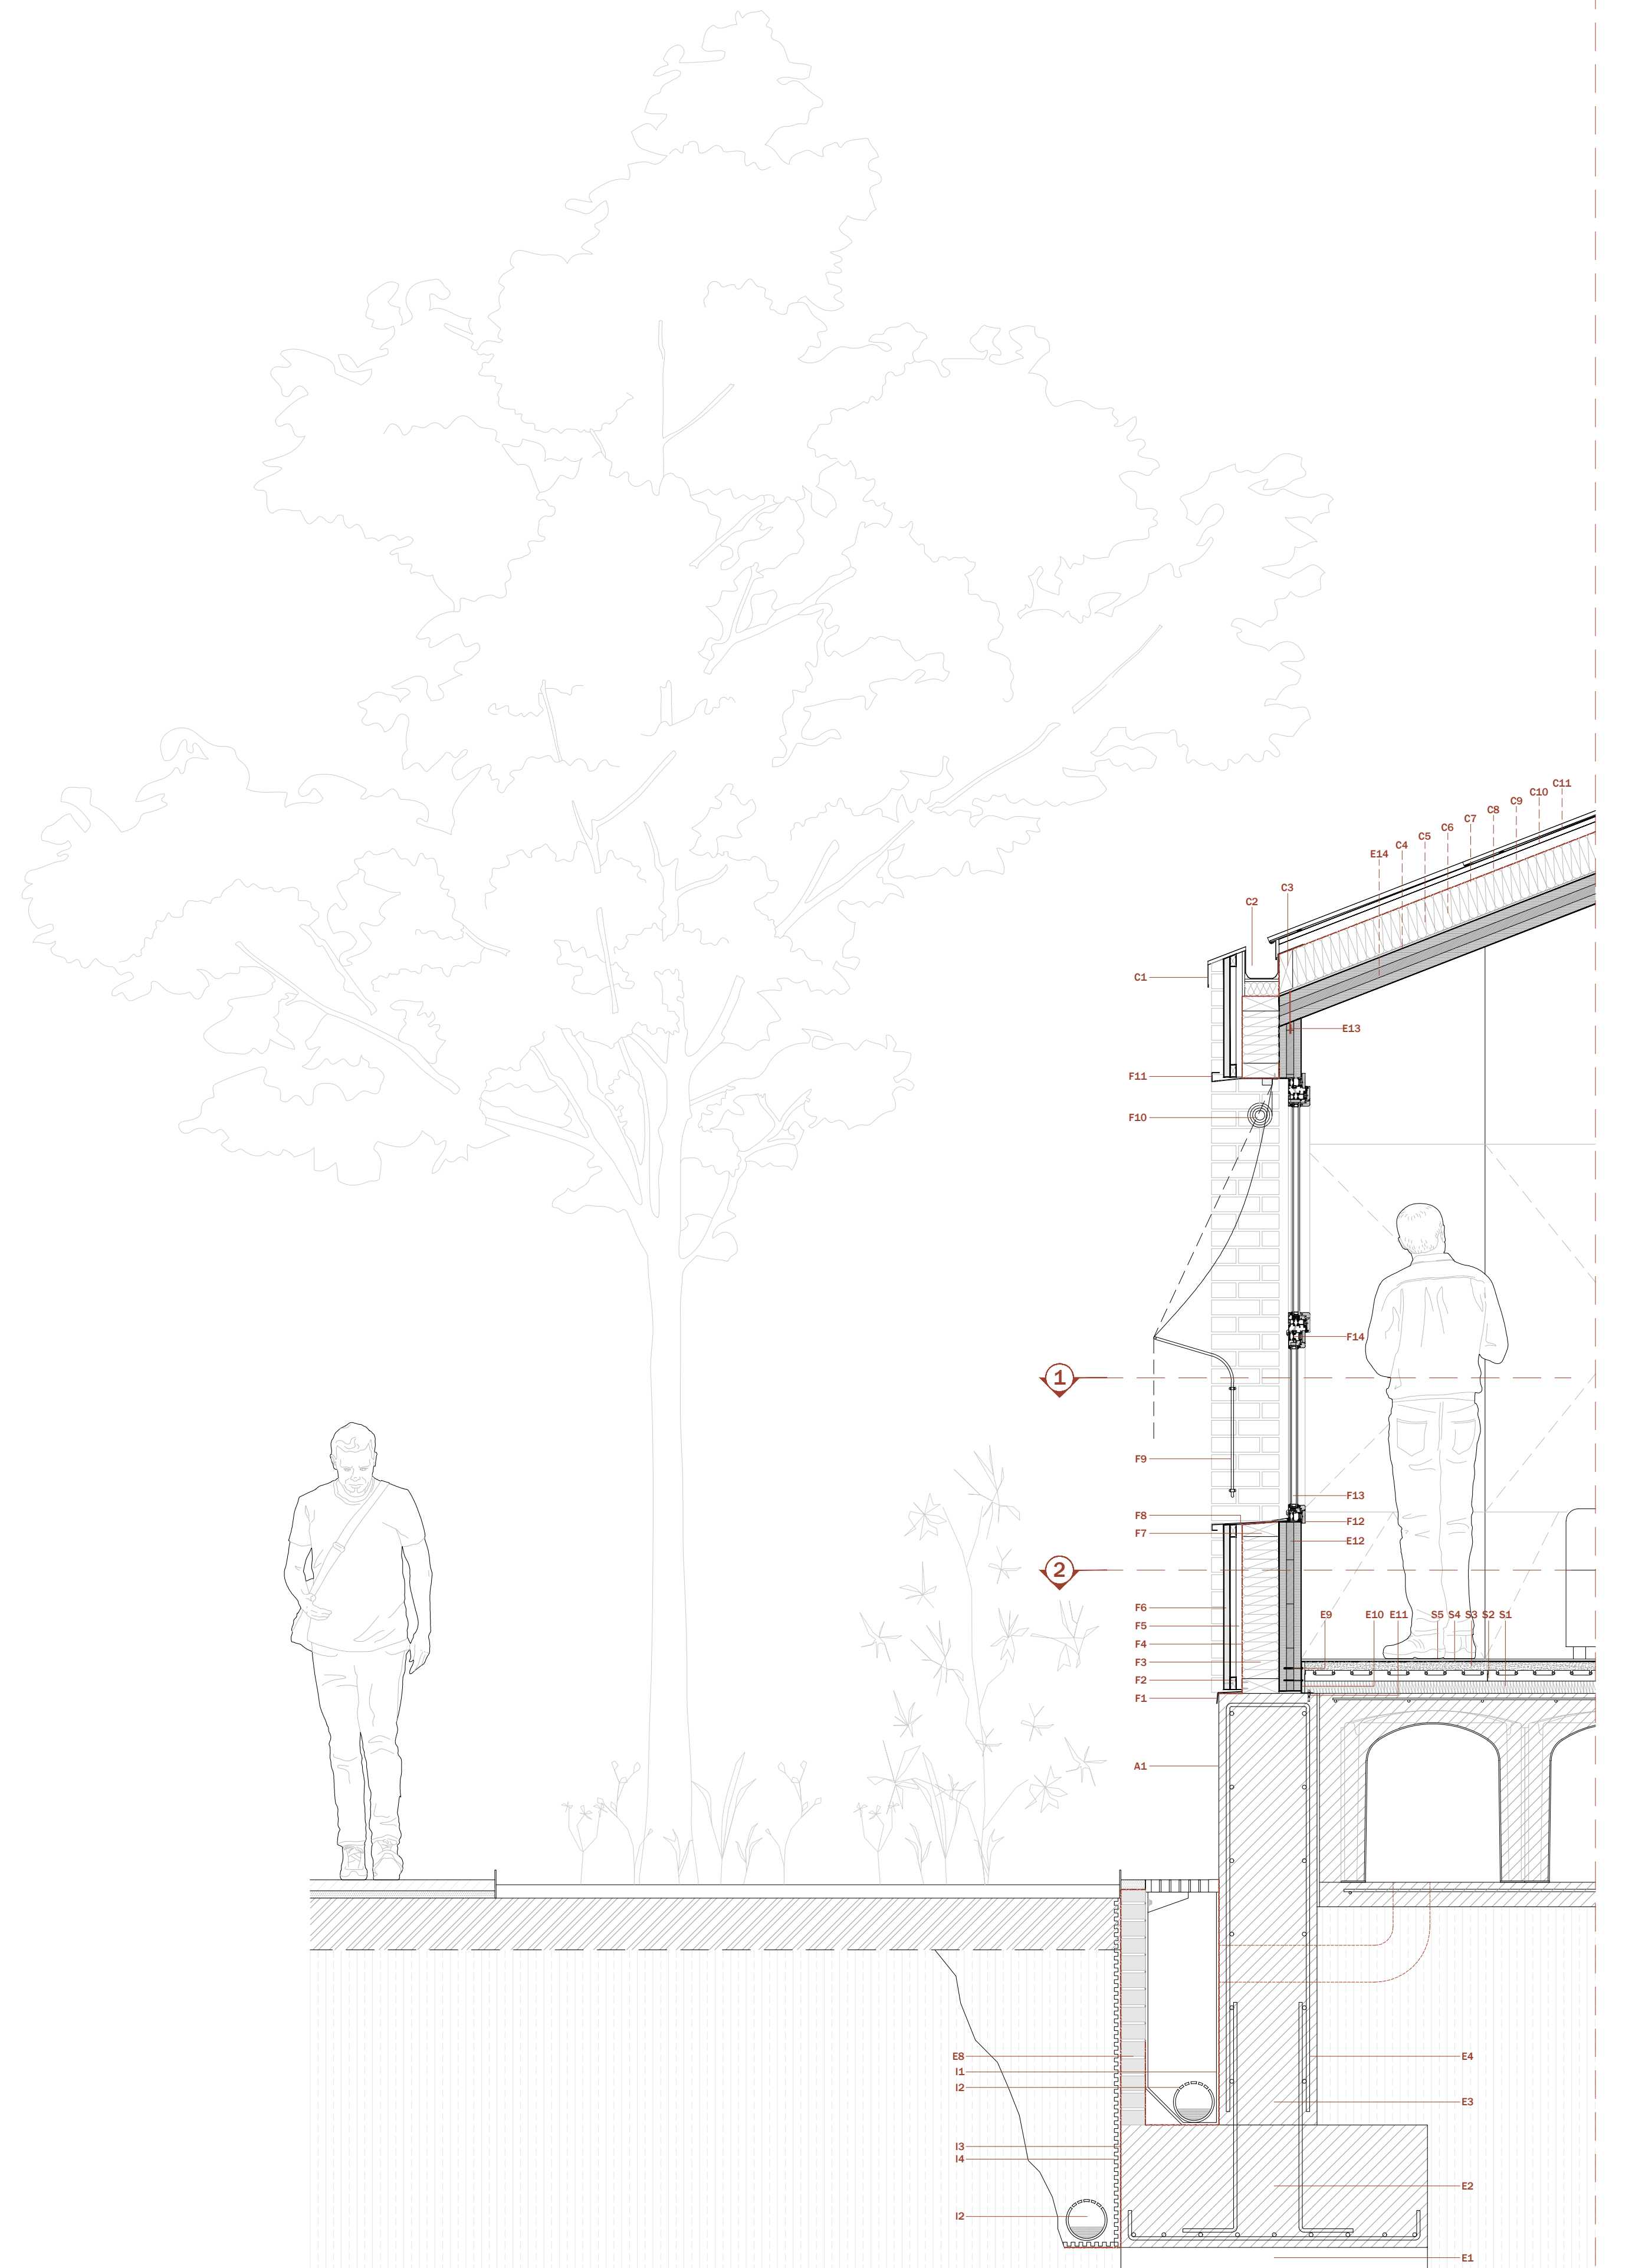 C11
C10
C9
C8
C7
C6
C5
C4
E14
C3
C2
C1
E13
F11
F10
F14
1
F9
F13
F8
F12
F7
E12
2
F6
E9 E10 E11 S5 S4 S3 S2 S1
F5
F4
F3
F2
F1
A1
E8
E4
I1
I2
E3
I3
I4
E2
I2
E1